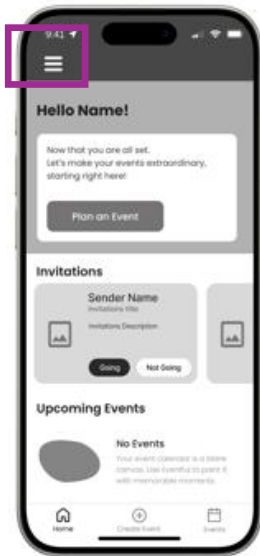 9:41
Hello Name!
Now that you are all set.
Let's make your events extraordinary,
starting right here!
Plan an Event
Invitations
Sender Name
Invitations title
Invitations Description
Going
Not Going
Upcoming Events
No Events
Your event calendar is a blank
canvas. Use Eventful to paint it
with memorable moments.
Home
Create Event
Events